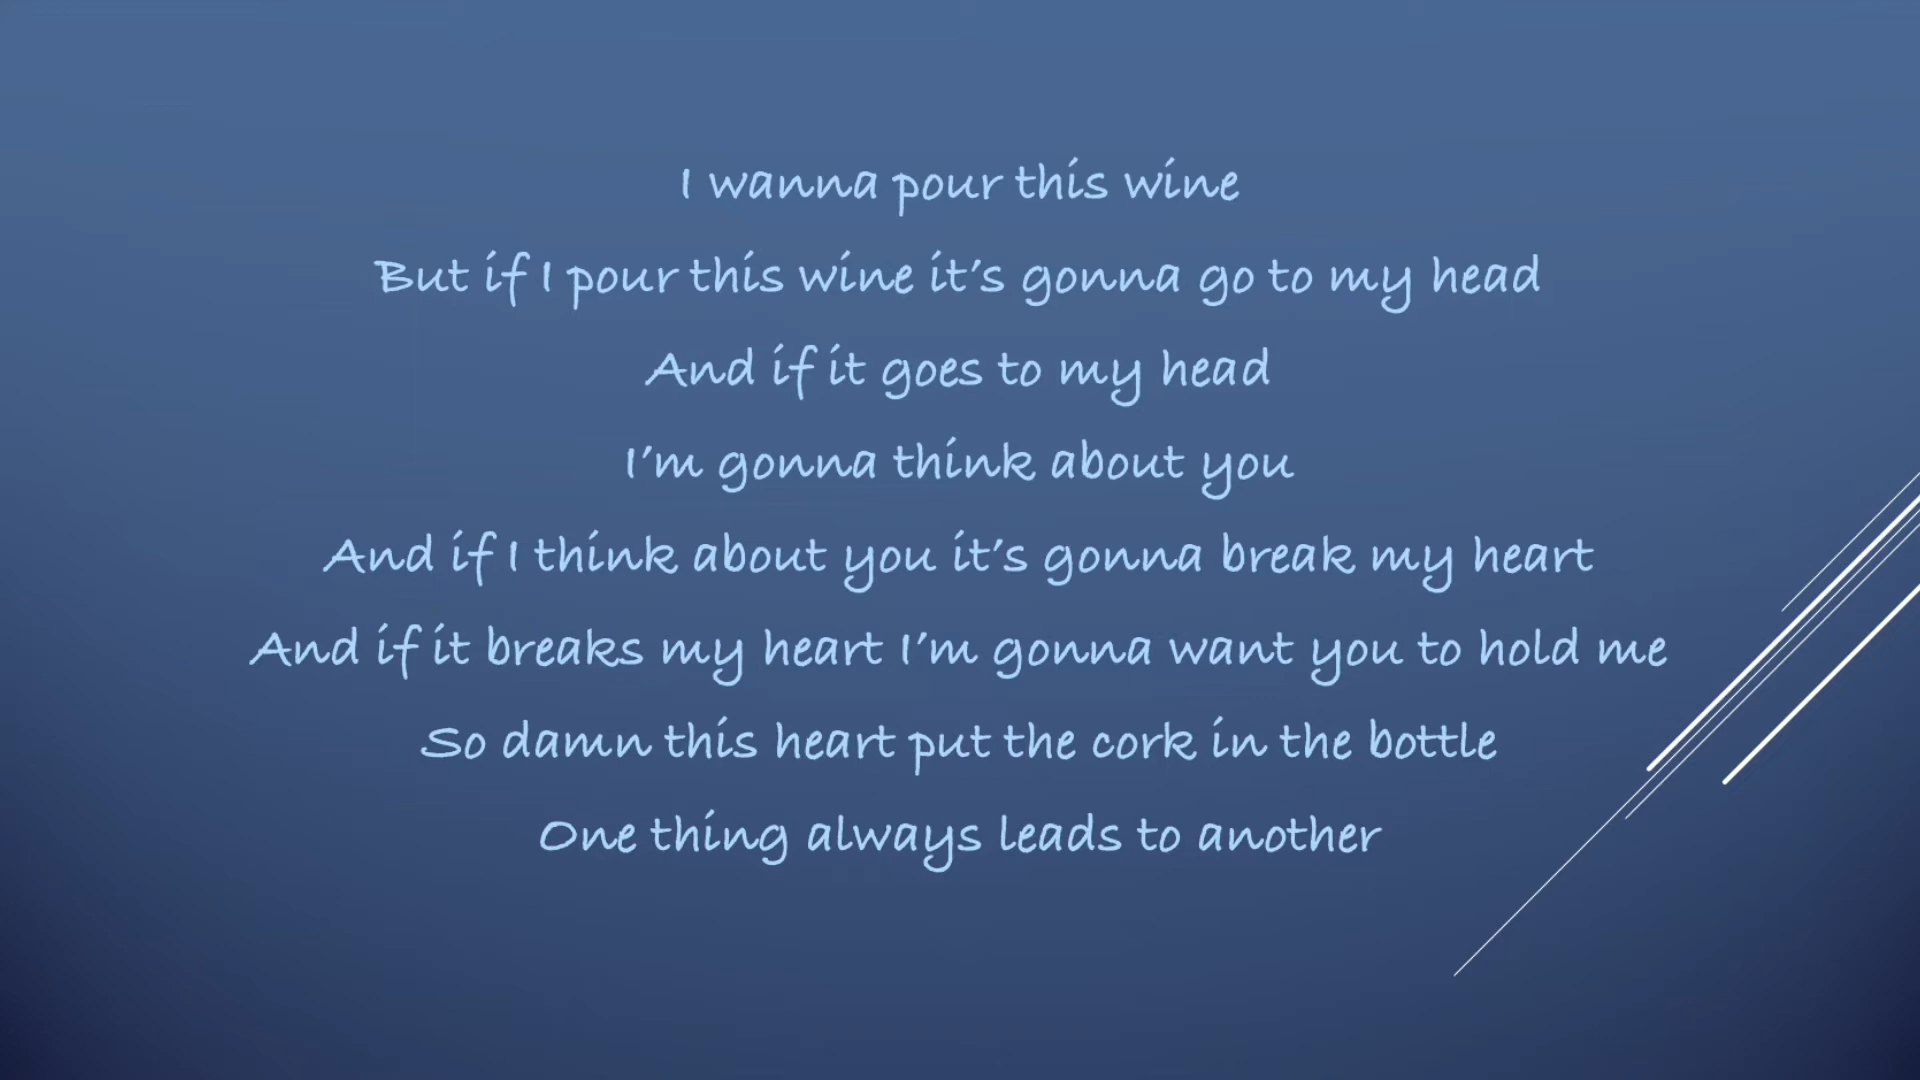 I wanna pour this wine
But if I pour this wine it's gonna go to my head
And if it goes to my head
I'm gonna think about you
And if I think about you it's gonna break my heart
And if it breaks my heart I'm gonna want you to hold me
So damn this heart put the cork in the bottle
One thing always leads to another